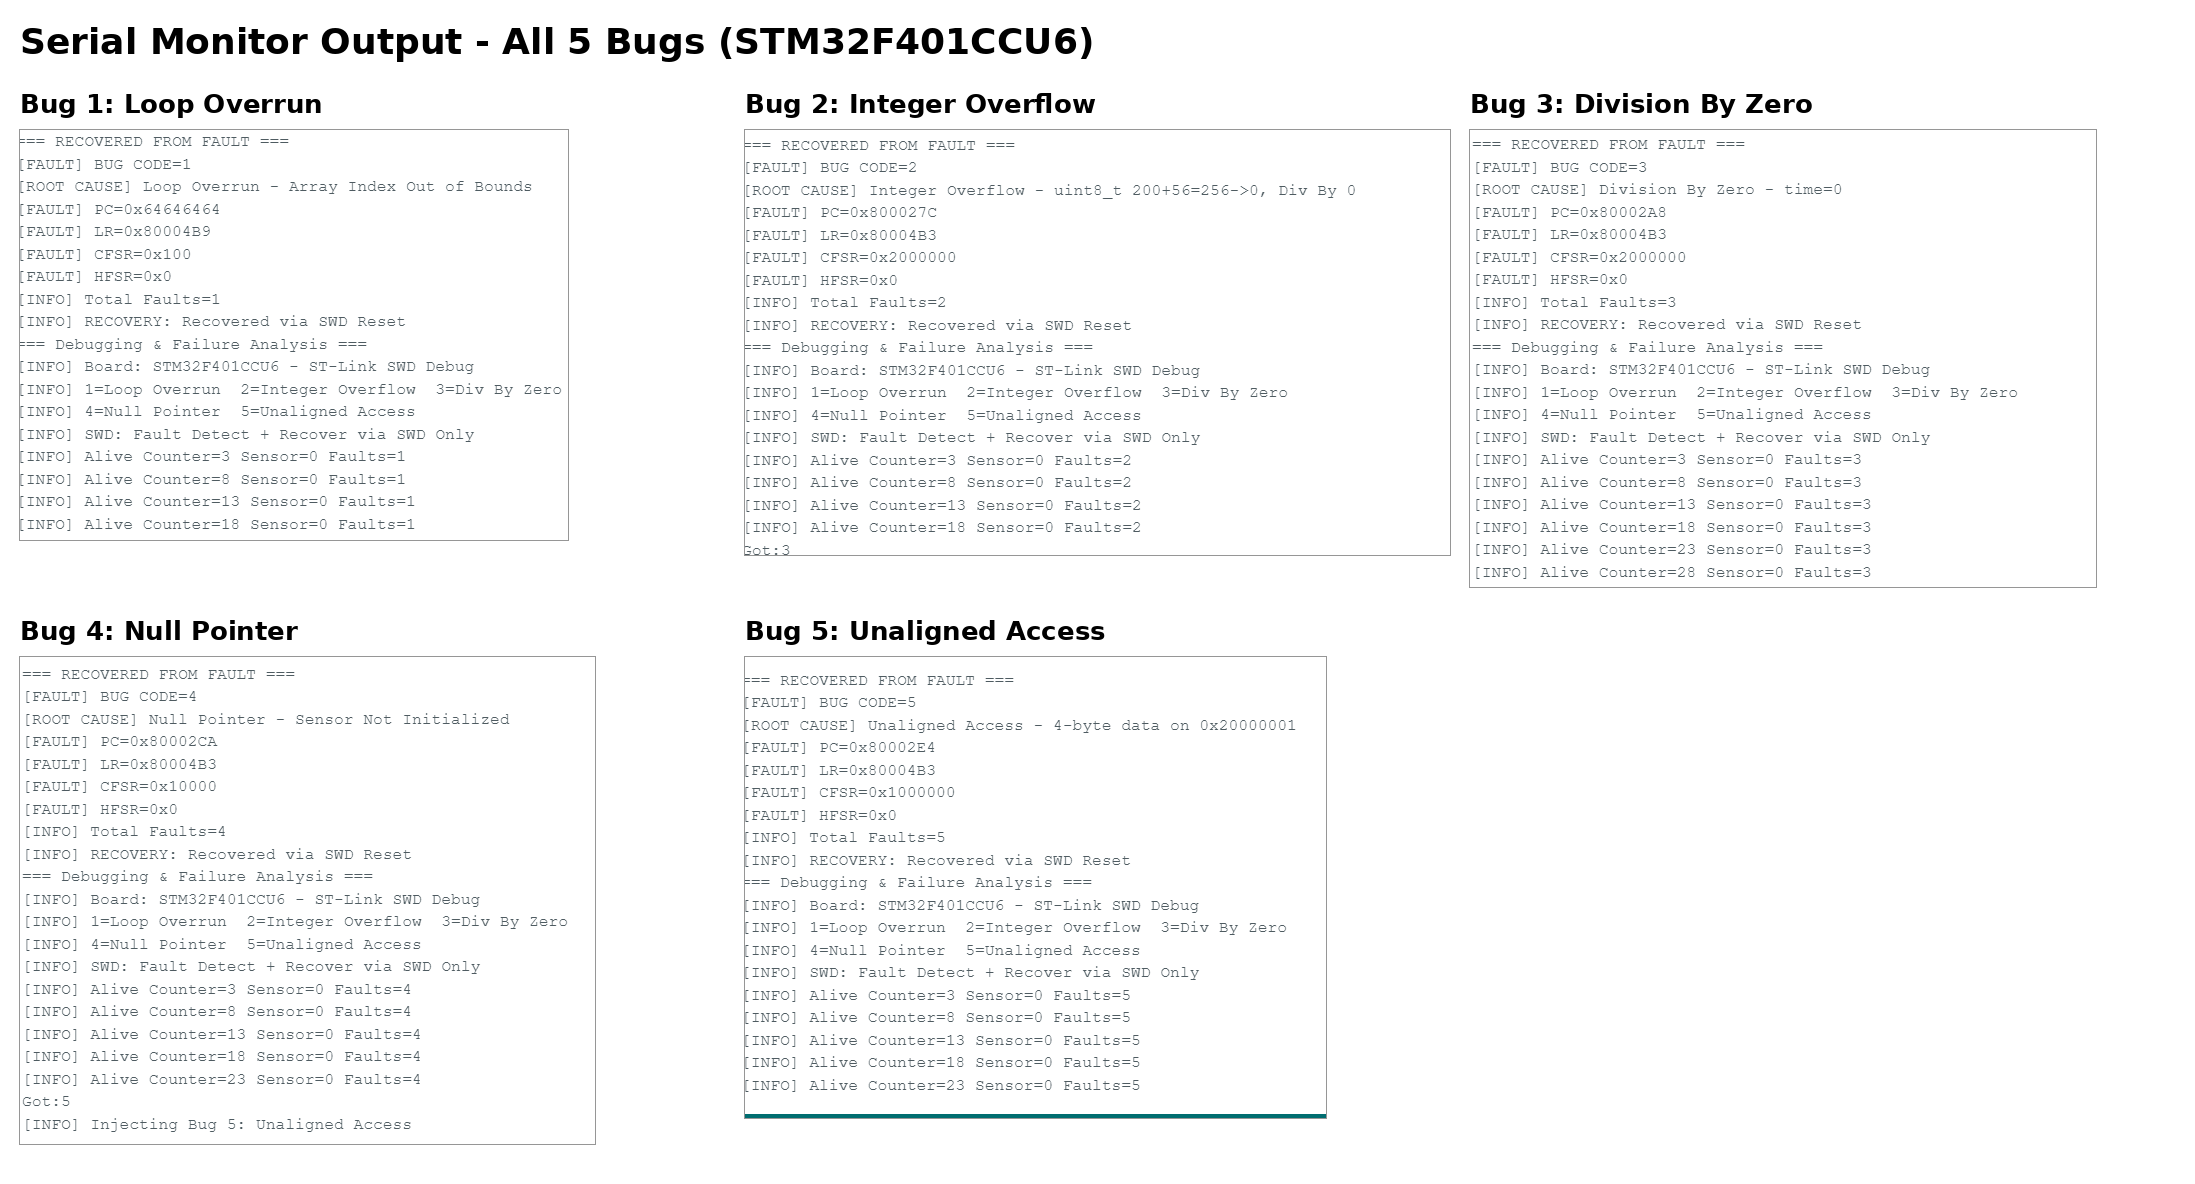 Serial Monitor Output - All 5 Bugs (STM32F401CCU6)
Bug 1: Loop Overrun
=== RECOVERED FROM FAULT ===
[FAULT] BUG CODE=1
[ROOT CAUSE] Loop Overrun - Array Index Out of Bounds
[FAULT] PC=0x64646464
[FAULT] LR=0x80004B9
[FAULT] CFSR=0x100
[FAULT] HFSR=0x0
[INFO] Total Faults=1
[INFO] RECOVERY: Recovered via SWD Reset
=== Debugging & Failure Analysis ===
[INFO] Board: STM32F401CCU6 - ST-Link SWD Debug
[INFO] 1=Loop Overrun  2=Integer Overflow  3=Div By Zero
[INFO] 4=Null Pointer  5=Unaligned Access
[INFO] SWD: Fault Detect + Recover via SWD Only
[INFO] Alive Counter=3 Sensor=0 Faults=1
[INFO] Alive Counter=8 Sensor=0 Faults=1
[INFO] Alive Counter=13 Sensor=0 Faults=1
[INFO] Alive Counter=18 Sensor=0 Faults=1
Bug 2: Integer Overflow
=== RECOVERED FROM FAULT ===
[FAULT] BUG CODE=2
[ROOT CAUSE] Integer Overflow - uint8_t 200+56=256->0, Div By 0
[FAULT] PC=0x800027C
[FAULT] LR=0x80004B3
[FAULT] CFSR=0x2000000
[FAULT] HFSR=0x0
[INFO] Total Faults=2
[INFO] RECOVERY: Recovered via SWD Reset
=== Debugging & Failure Analysis ===
[INFO] Board: STM32F401CCU6 - ST-Link SWD Debug
[INFO] 1=Loop Overrun  2=Integer Overflow  3=Div By Zero
[INFO] 4=Null Pointer  5=Unaligned Access
[INFO] SWD: Fault Detect + Recover via SWD Only
[INFO] Alive Counter=3 Sensor=0 Faults=2
[INFO] Alive Counter=8 Sensor=0 Faults=2
[INFO] Alive Counter=13 Sensor=0 Faults=2
[INFO] Alive Counter=18 Sensor=0 Faults=2
Got:3
Bug 3: Division By Zero
=== RECOVERED FROM FAULT ===
[FAULT] BUG CODE=3
[ROOT CAUSE] Division By Zero - time=0
[FAULT] PC=0x80002A8
[FAULT] LR=0x80004B3
[FAULT] CFSR=0x2000000
[FAULT] HFSR=0x0
[INFO] Total Faults=3
[INFO] RECOVERY: Recovered via SWD Reset
=== Debugging & Failure Analysis ===
[INFO] Board: STM32F401CCU6 - ST-Link SWD Debug
[INFO] 1=Loop Overrun  2=Integer Overflow  3=Div By Zero
[INFO] 4=Null Pointer  5=Unaligned Access
[INFO] SWD: Fault Detect + Recover via SWD Only
[INFO] Alive Counter=3 Sensor=0 Faults=3
[INFO] Alive Counter=8 Sensor=0 Faults=3
[INFO] Alive Counter=13 Sensor=0 Faults=3
[INFO] Alive Counter=18 Sensor=0 Faults=3
[INFO] Alive Counter=23 Sensor=0 Faults=3
[INFO] Alive Counter=28 Sensor=0 Faults=3
Bug 4: Null Pointer
=== RECOVERED FROM FAULT ===
[FAULT] BUG CODE=4
[ROOT CAUSE] Null Pointer - Sensor Not Initialized
[FAULT] PC=0x80002CA
[FAULT] LR=0x80004B3
[FAULT] CFSR=0x10000
[FAULT] HFSR=0x0
[INFO] Total Faults=4
[INFO] RECOVERY: Recovered via SWD Reset
=== Debugging & Failure Analysis ===
[INFO] Board: STM32F401CCU6 - ST-Link SWD Debug
[INFO] 1=Loop Overrun  2=Integer Overflow  3=Div By Zero
[INFO] 4=Null Pointer  5=Unaligned Access
[INFO] SWD: Fault Detect + Recover via SWD Only
[INFO] Alive Counter=3 Sensor=0 Faults=4
[INFO] Alive Counter=8 Sensor=0 Faults=4
[INFO] Alive Counter=13 Sensor=0 Faults=4
[INFO] Alive Counter=18 Sensor=0 Faults=4
[INFO] Alive Counter=23 Sensor=0 Faults=4
Got:5
[INFO] Injecting Bug 5: Unaligned Access
Bug 5: Unaligned Access
=== RECOVERED FROM FAULT ===
[FAULT] BUG CODE=5
[ROOT CAUSE] Unaligned Access - 4-byte data on 0x20000001
[FAULT] PC=0x80002E4
[FAULT] LR=0x80004B3
[FAULT] CFSR=0x1000000
[FAULT] HFSR=0x0
[INFO] Total Faults=5
[INFO] RECOVERY: Recovered via SWD Reset
=== Debugging & Failure Analysis ===
[INFO] Board: STM32F401CCU6 - ST-Link SWD Debug
[INFO] 1=Loop Overrun  2=Integer Overflow  3=Div By Zero
[INFO] 4=Null Pointer  5=Unaligned Access
[INFO] SWD: Fault Detect + Recover via SWD Only
[INFO] Alive Counter=3 Sensor=0 Faults=5
[INFO] Alive Counter=8 Sensor=0 Faults=5
[INFO] Alive Counter=13 Sensor=0 Faults=5
[INFO] Alive Counter=18 Sensor=0 Faults=5
[INFO] Alive Counter=23 Sensor=0 Faults=5